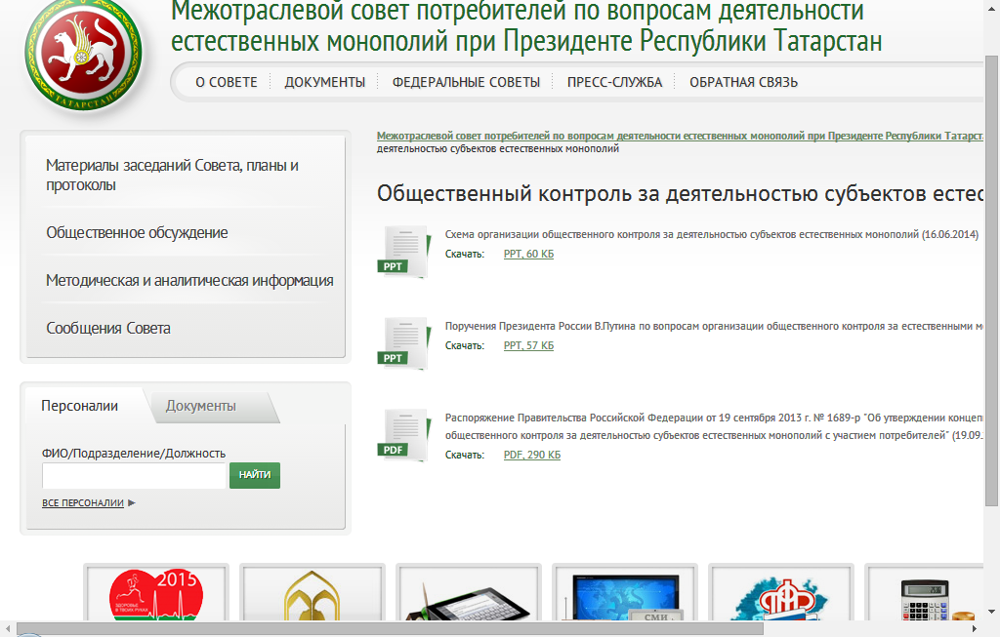 Межотраслевой совет потребителей по вопросам деятельности
естественных монополий при Президенте Республики Татарстан
ТАТАРСТАН
О СОВЕТЕ ДОКУМЕНТЫ ФЕДЕРАЛЬНЫЕ СОВЕТЫ ПРЕСС-СЛУЖБА ОБРАТНАЯ СВЯЗЬ
Материалы заседаний Совета, планы и
протоколы
Общественное обсуждение
Методическая и аналитическая информация
Сообщения Совета
Персоналии Документы
ФИО/Подразделение/Должность
НАЙТИ
ВСЕ ПЕРСОНАЛИИ
Межотраслевой совет потребителей по вопросам деятельности естественных монополий при Президенте Республики Татарст
деятельностью субъектов естественных монополий
Общественный контроль за деятельностью субъектов естес
PPT
Схема организации общественного контроля за деятельностью субъектов естественных монополий (16.06.2014)
Скачать: PPT, 60 КБ
PPT
Поручения Президента России В.Путина по вопросам организации общественного контроля за естественными м
Скачать: PPT, 57 КБ
PDF
Распоряжение Правительства Российской Федерации от 19 сентября 2013 г. № 1689-р "Об утверждении концеп
общественного контроля за деятельностью субъектов естественных монополий с участием потребителей" (19.09.
Скачать: PDF, 290 КБ
2015
ЗДОРОВЬЕ
В ТВОИХ РУКАХ
СМИ